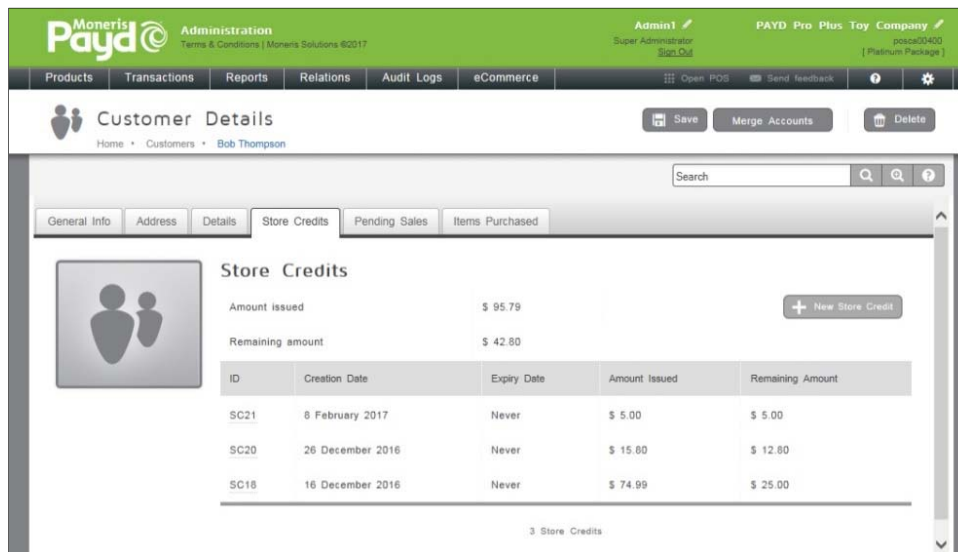 Moneris
Payd
Administration
Terms & Conditions | Moneris Solutions ©2017
Admin1
Super Administrator
Sign Out
PAYD Pro Plus Toy Company
posca00400
[ Platinum Package ]
Products Transactions Reports Relations Audit Logs eCommerce Open POS Send feedback ?
Customer Details
Save Merge Accounts Delete
Home • Customers • Bob Thompson
Search ?
General Info Address Details Store Credits Pending Sales Items Purchased
Store Credits
Amount issued $ 95.79 New Store Credit
Remaining amount $ 42.80
ID Creation Date Expiry Date Amount Issued Remaining Amount
SC21 8 February 2017 Never $ 5.00 $ 5.00
SC20 26 December 2016 Never $ 15.80 $ 12.80
SC18 16 December 2016 Never $ 74.99 $ 25.00
3 Store Credits